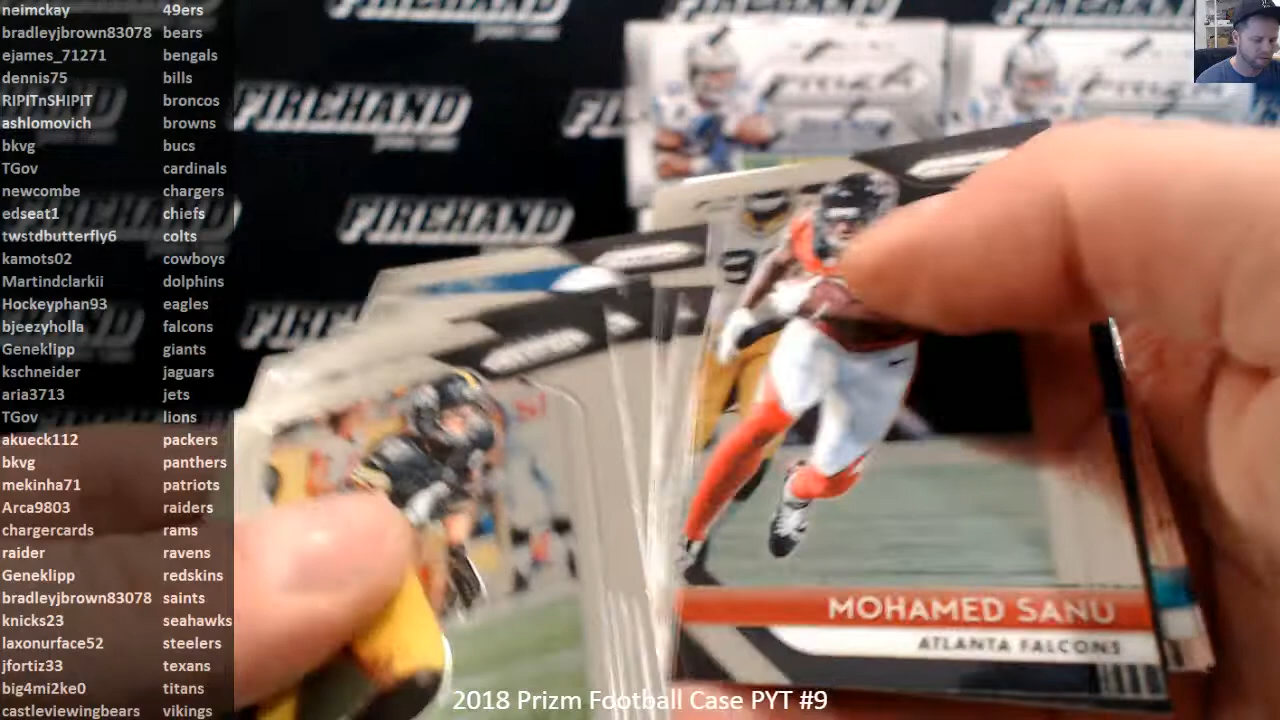 neimckay 49ers
bradleyjbrown83078 bears
ejames_71271 bengals
dennis75 bills
RIPITnSHIPIT broncos
ashlomovich browns
bkvg bucs
TGov cardinals
newcombe chargers
edseat1 chiefs
twstdbutterfly6 colts
kamots02 cowboys
Martindclarkii dolphins
Hockeyphan93 eagles
bjeezyholla falcons
Geneklipp giants
kschneider jaguars
aria3713 jets
TGov lions
akueck112 packers
bkvg panthers
mekinha71 patriots
Arca9803 raiders
chargercards rams
raider ravens
Geneklipp redskins
bradleyjbrown83078 saints
knicks23 seahawks
laxonurface52 steelers
jfortiz33 texans
big4mi2ke0 titans
castleviewingbears vikings
FIREHAND
FIREHAND
FIREHAND
PRIZM
MOHAMED SANU
ATLANTA FALCONS
2018 Prizm Football Case PYT #9